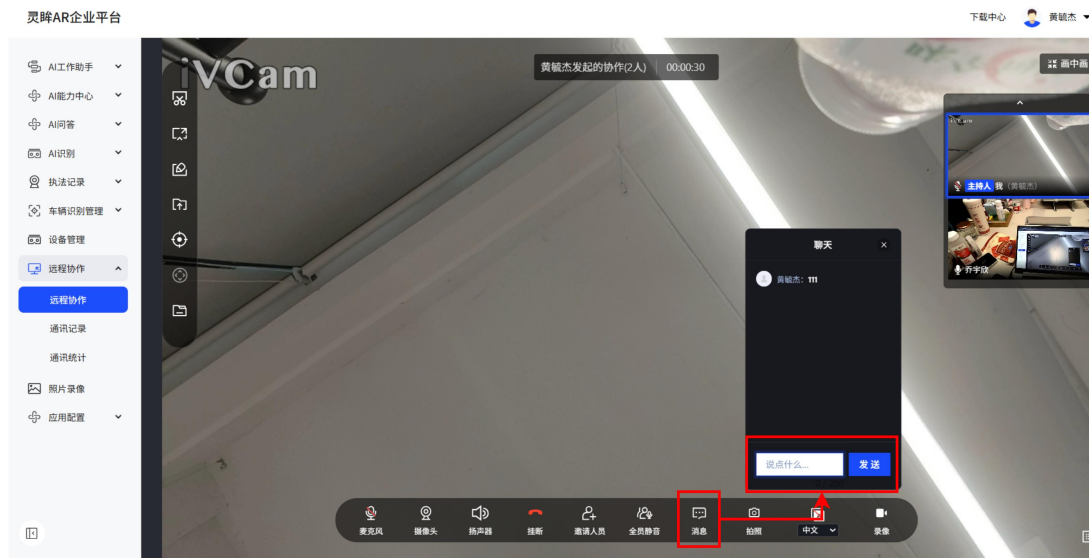 灵眸AR企业平台
下载中心
黄毓杰
AI工作助手
AI能力中心
AI问答
AI识别
执法记录
车辆识别管理
设备管理
远程协作
远程协作
通讯记录
通讯统计
照片录像
应用配置
iVCam
黄毓杰发起的协作(2人) 00:00:30
画中画
iVCam
主持人 我 (黄毓杰)
乔宇欣
聊天
黄毓杰: 111
说点什么...
发送
麦克风
摄像头
扬声器
挂断
邀请人员
全员静音
消息
拍照
中文
录像